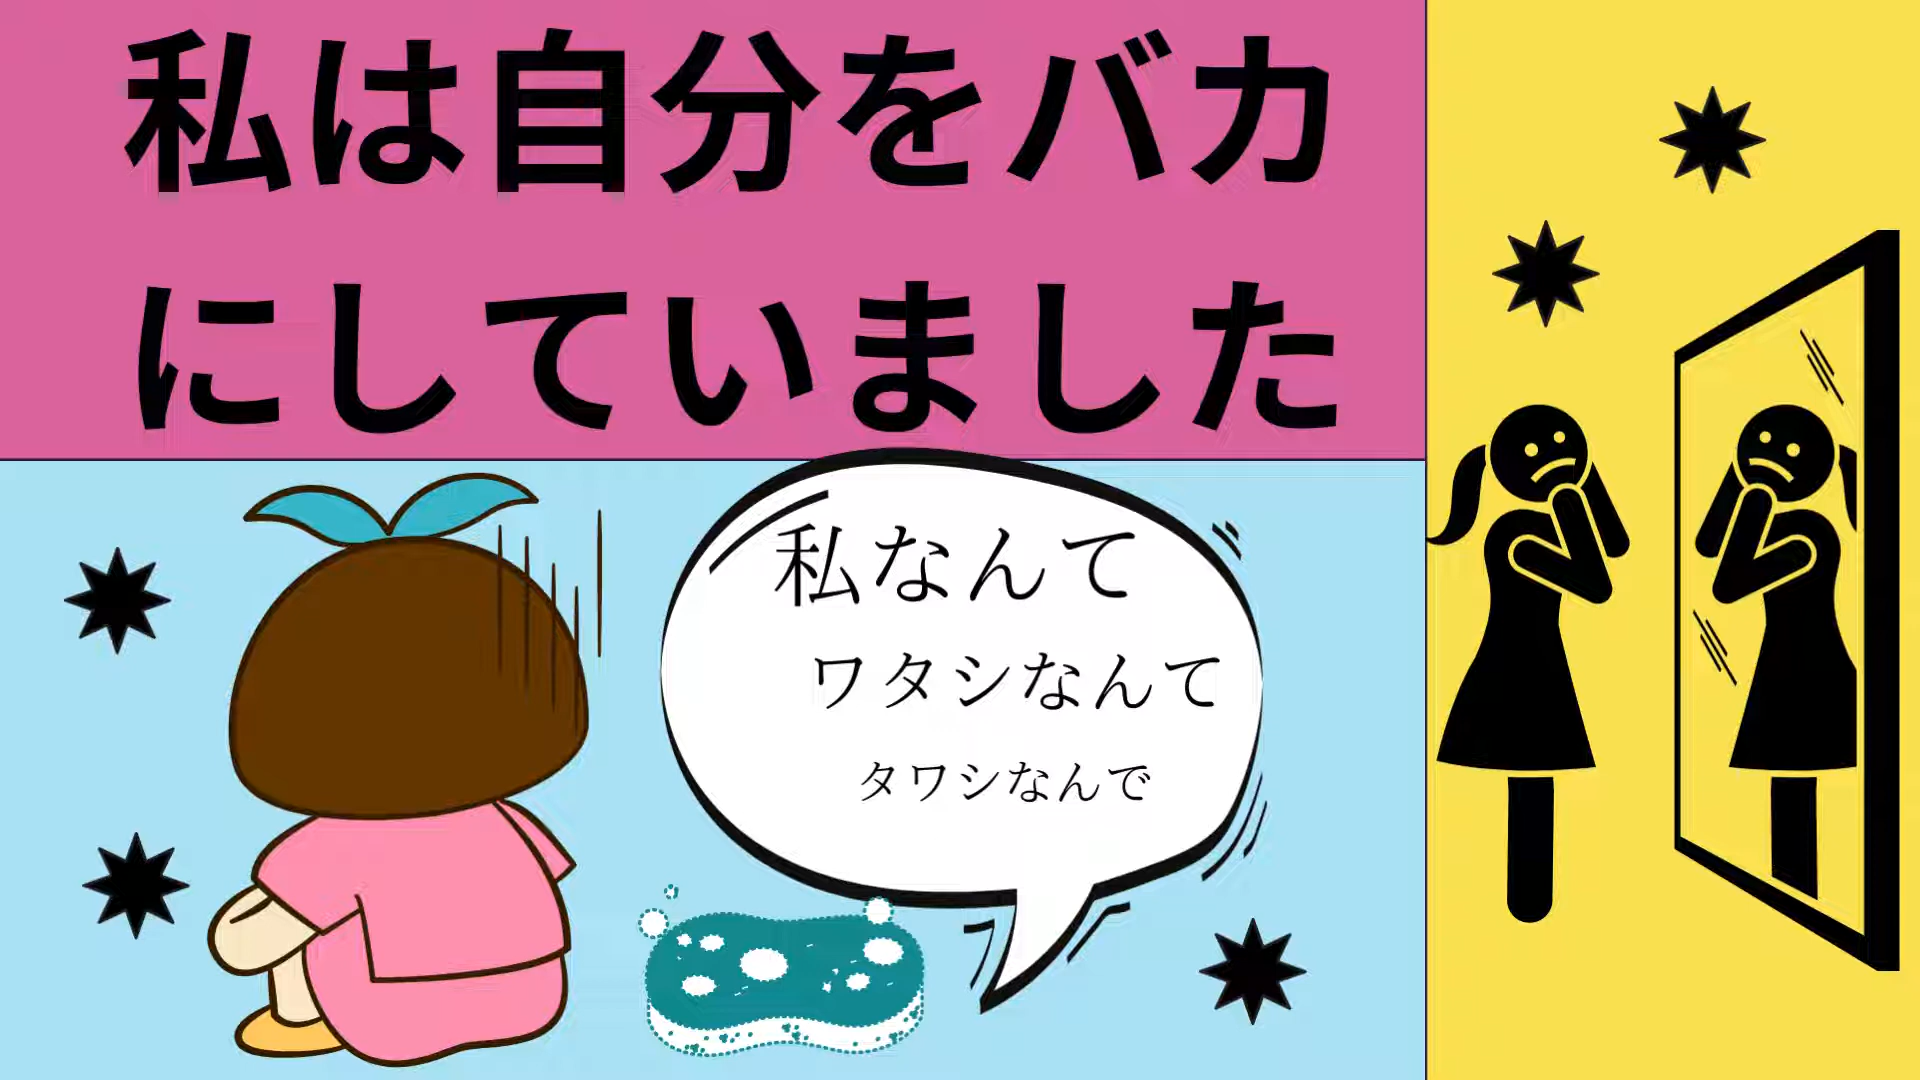 私は自分をバカ
にしていました
私なんて
ワタシなんて
タワシなんで